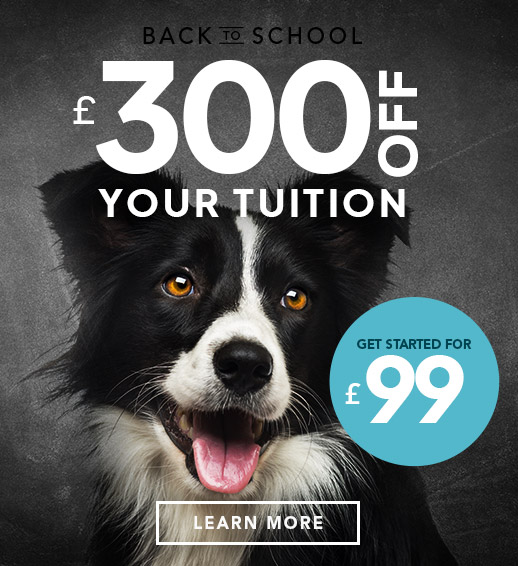 BACK TO SCHOOL
£300 OFF
YOUR TUITION
GET STARTED FOR
£99
LEARN MORE